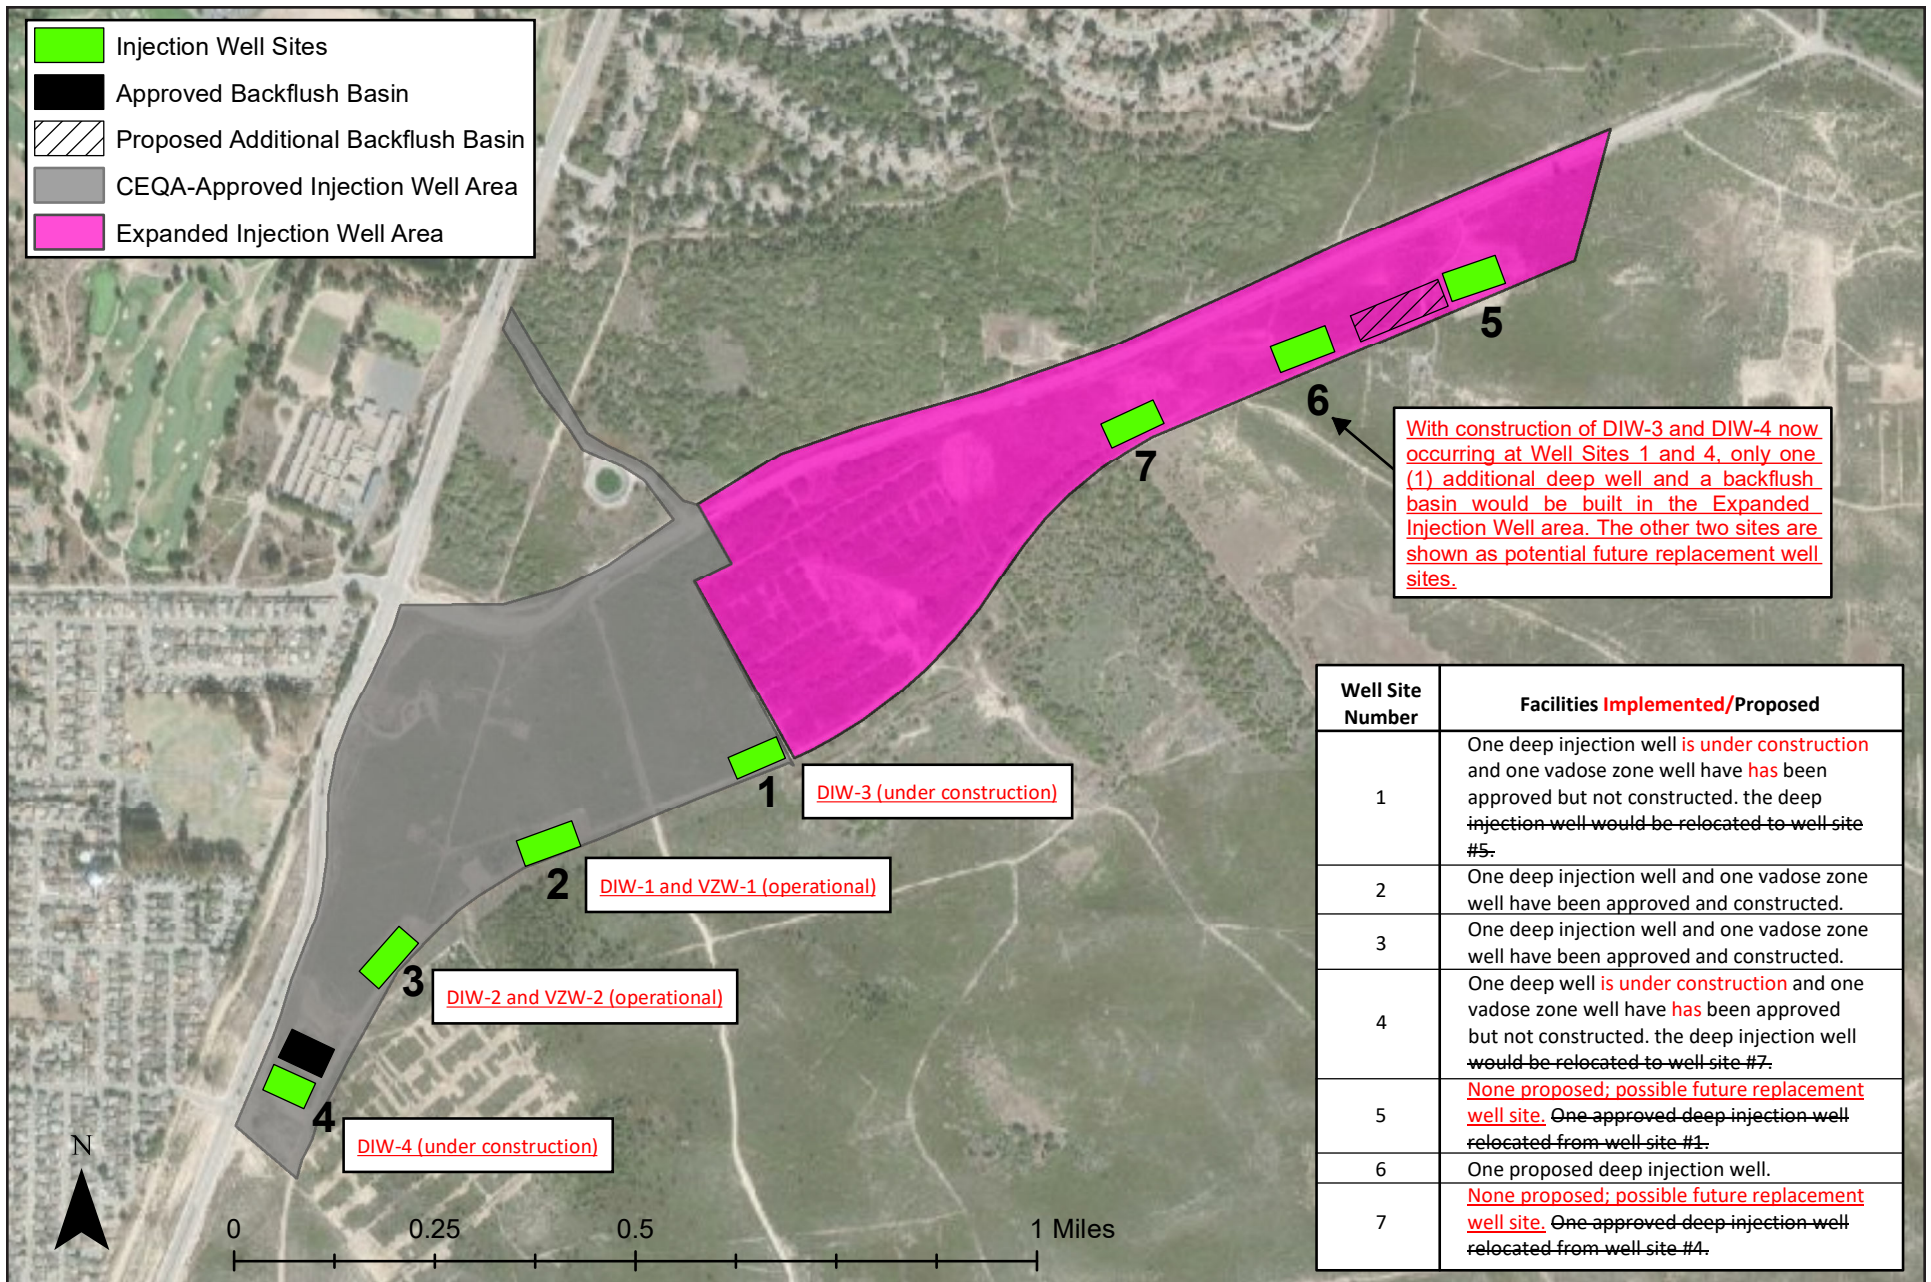 Injection Well Sites
Approved Backflush Basin
Proposed Additional Backflush Basin
CEQA-Approved Injection Well Area
Expanded Injection Well Area
5
6
7
With construction of DIW-3 and DIW-4 now
occurring at Well Sites 1 and 4, only one
(1) additional deep well and a backflush
basin would be built in the Expanded
Injection Well area. The other two sites are
shown as potential future replacement well
sites.
1
DIW-3 (under construction)
2
DIW-1 and VZW-1 (operational)
3
DIW-2 and VZW-2 (operational)
4
DIW-4 (under construction)
N
0 0.25 0.5 1 Miles
Well Site
Number
Facilities Implemented/Proposed
1
One deep injection well is under construction
and one vadose zone well have has been
approved but not constructed. the deep
injection well would be relocated to well site
#5.
2
One deep injection well and one vadose zone
well have been approved and constructed.
3
One deep injection well and one vadose zone
well have been approved and constructed.
4
One deep well is under construction and one
vadose zone well have has been approved
but not constructed. the deep injection well
would be relocated to well site #7.
5
None proposed; possible future replacement
well site. One approved deep injection well
relocated from well site #1.
6
One proposed deep injection well.
7
None proposed; possible future replacement
well site. One approved deep injection well
relocated from well site #4.